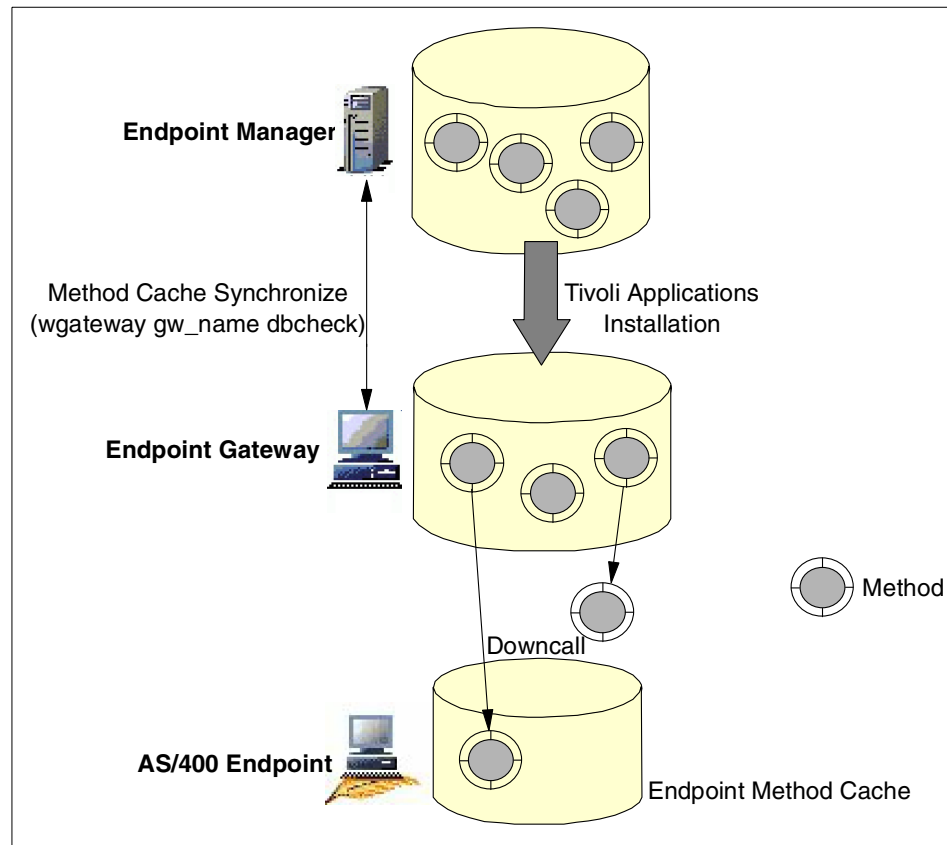 Endpoint Manager
Method Cache Synchronize
(wgateway gw_name dbcheck)
Tivoli Applications
Installation
Endpoint Gateway
Method
Downcall
AS/400 Endpoint
Endpoint Method Cache